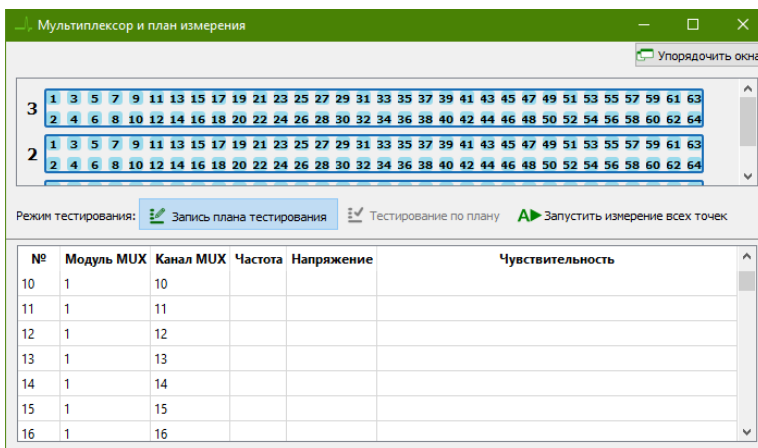 Мультиплексор и план измерения
Упорядочить окна
3
1 3 5 7 9 11 13 15 17 19 21 23 25 27 29 31 33 35 37 39 41 43 45 47 49 51 53 55 57 59 61 63
2 4 6 8 10 12 14 16 18 20 22 24 26 28 30 32 34 36 38 40 42 44 46 48 50 52 54 56 58 60 62 64
2
1 3 5 7 9 11 13 15 17 19 21 23 25 27 29 31 33 35 37 39 41 43 45 47 49 51 53 55 57 59 61 63
2 4 6 8 10 12 14 16 18 20 22 24 26 28 30 32 34 36 38 40 42 44 46 48 50 52 54 56 58 60 62 64
Режим тестирования: Запись плана тестирования Тестирование по плану A Запустить измерение всех точек
№ Модуль MUX Канал MUX Частота Напряжение Чувствительность
10 1 10
11 1 11
12 1 12
13 1 13
14 1 14
15 1 15
16 1 16